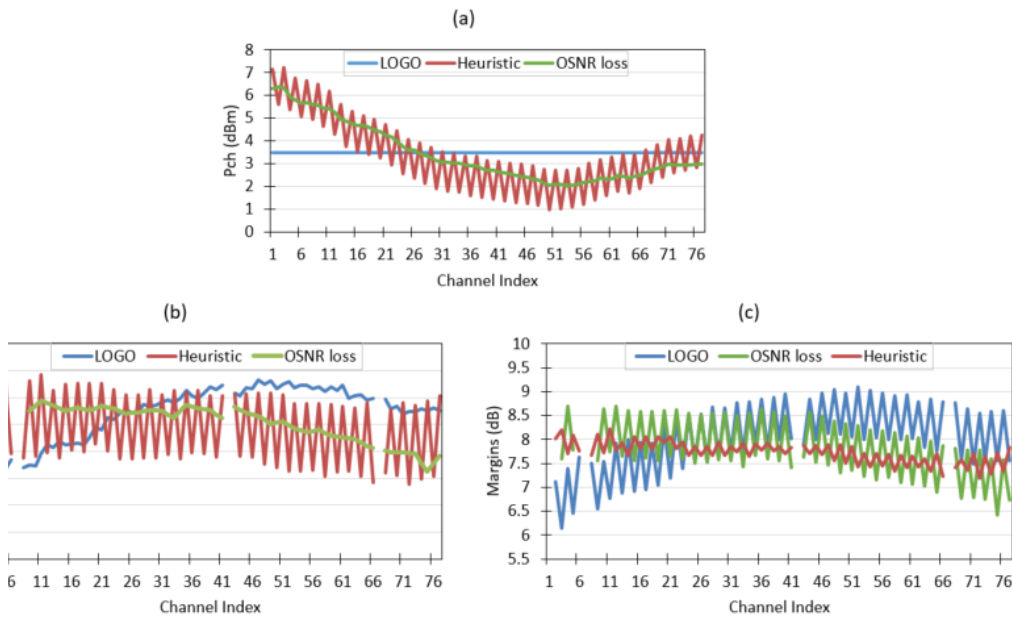 (a)
LOGO Heuristic OSNR loss
8
7
6
5
4
3
2
1
0
Pch (dBm)
1 6 11 16 21 26 31 36 41 46 51 56 61 66 71 76
Channel Index
(b)
LOGO Heuristic OSNR loss
6 11 16 21 26 31 36 41 46 51 56 61 66 71 76
Channel Index
(c)
LOGO OSNR loss Heuristic
10
9.5
9
8.5
8
7.5
7
6.5
6
5.5
Margins (dB)
1 6 11 16 21 26 31 36 41 46 51 56 61 66 71 76
Channel Index